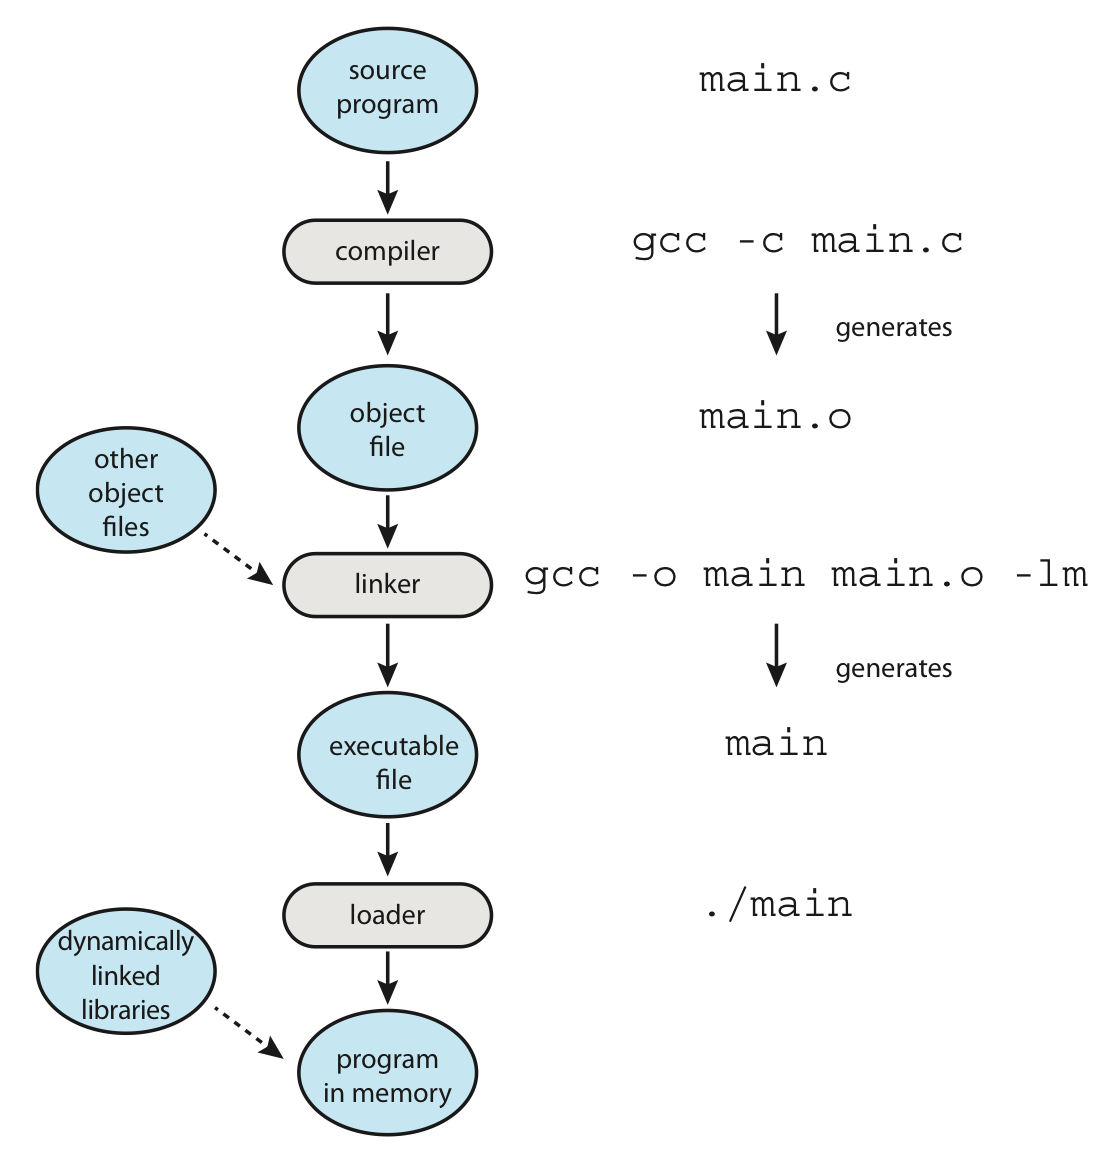 source
program
main.c
compiler
gcc -c main.c
generates
object
file
main.o
other
object
files
linker
gcc -o main main.o -lm
generates
executable
file
main
loader
./main
dynamically
linked
libraries
program
in memory